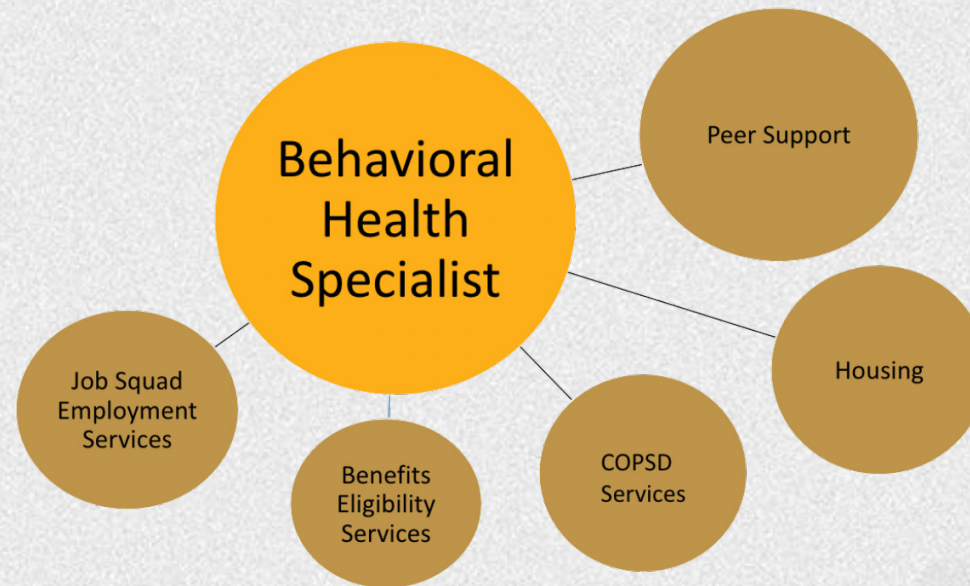 Behavioral
Health
Specialist
Peer Support
Housing
COPSD
Services
Benefits
Eligibility
Services
Job Squad
Employment
Services